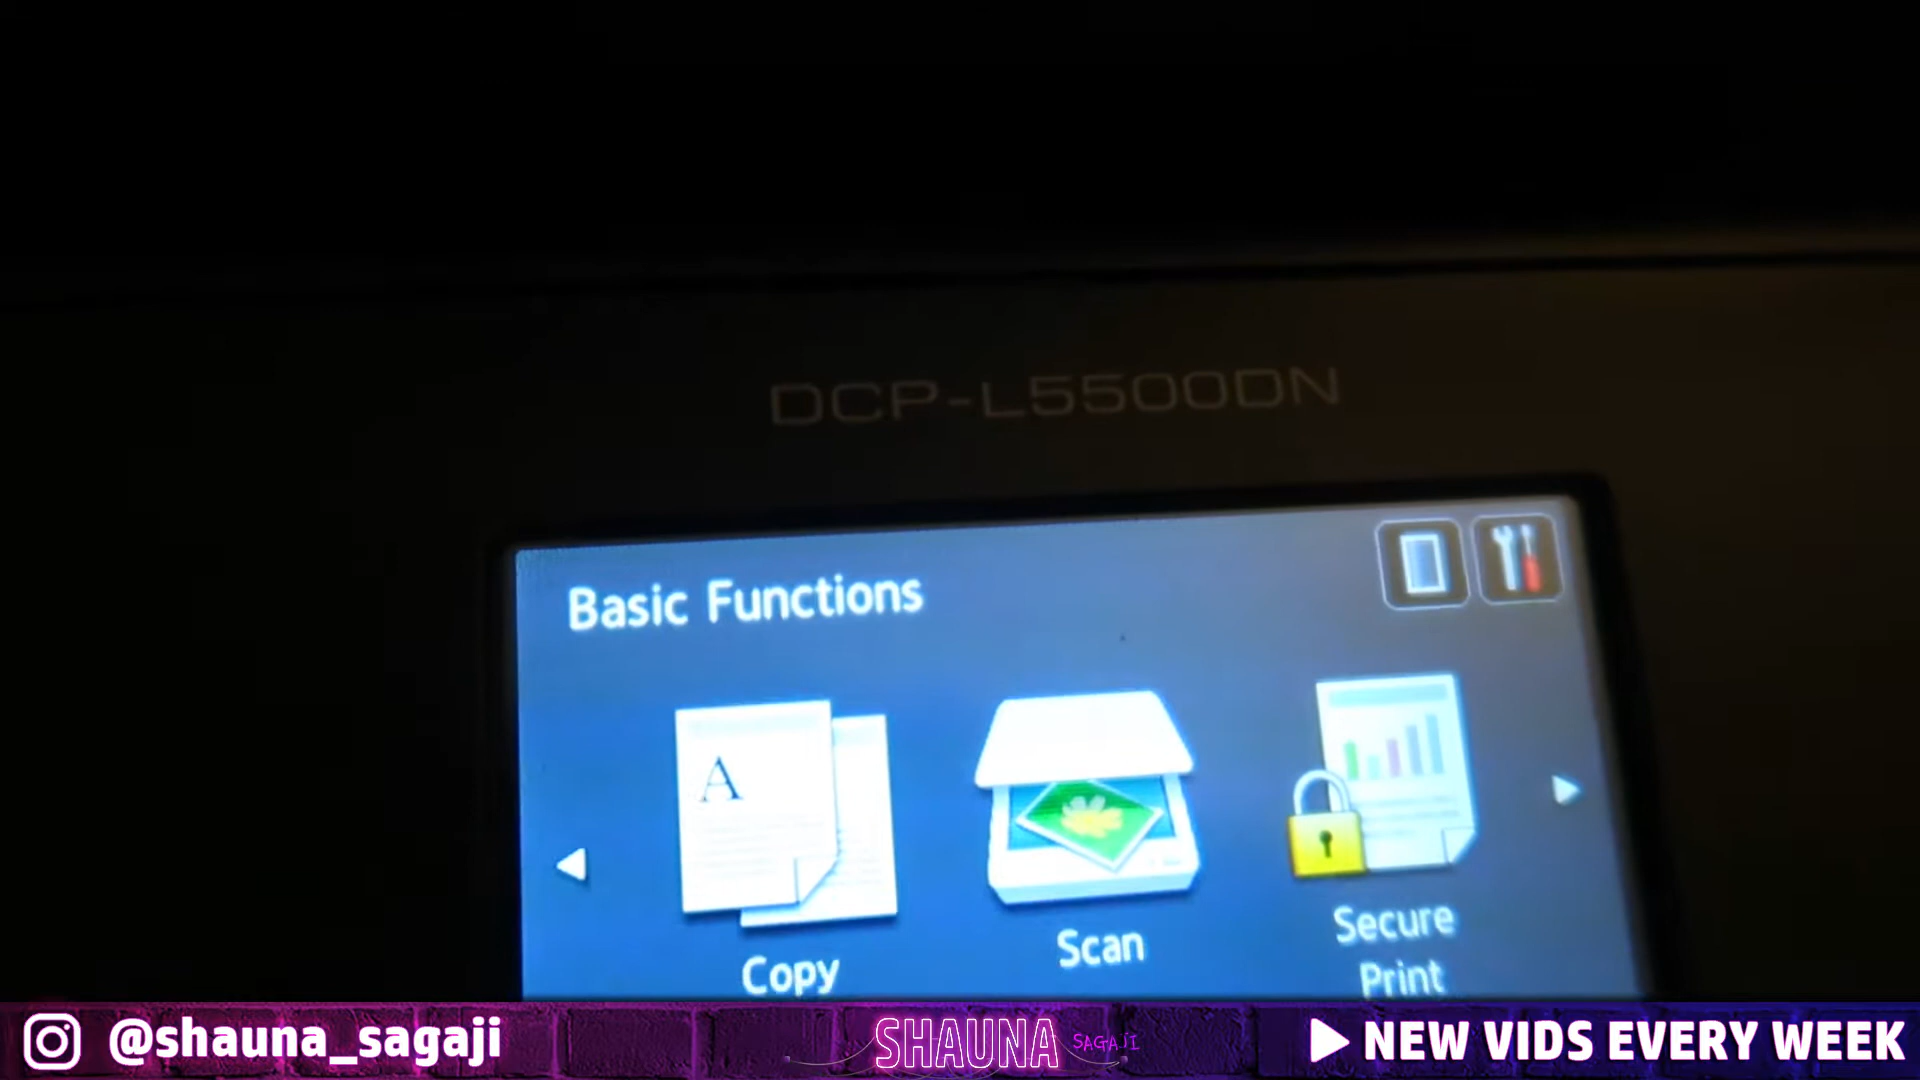 DCP-L5500DN
Basic Functions
A
Copy
Scan
Secure
Print
@shauna_sagaji
SHAUNA SAGAJI
NEW VIDS EVERY WEEK